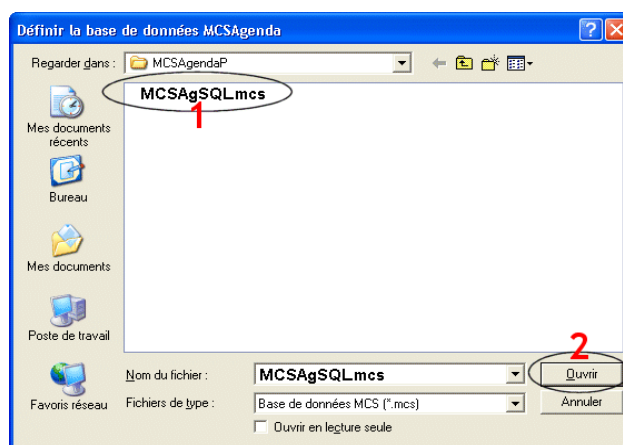 Définir la base de données MCSAgenda
Regarder dans : MCSAgendaP
MCSAgSQLmcs
1
Mes documents
récents
Bureau
Mes documents
Poste de travail
Favoris réseau
2
Nom du fichier : MCSAgSQLmcs Ouvrir
Fichiers de type : Base de données MCS (*.mcs) Annuler
Ouvrir en lecture seule